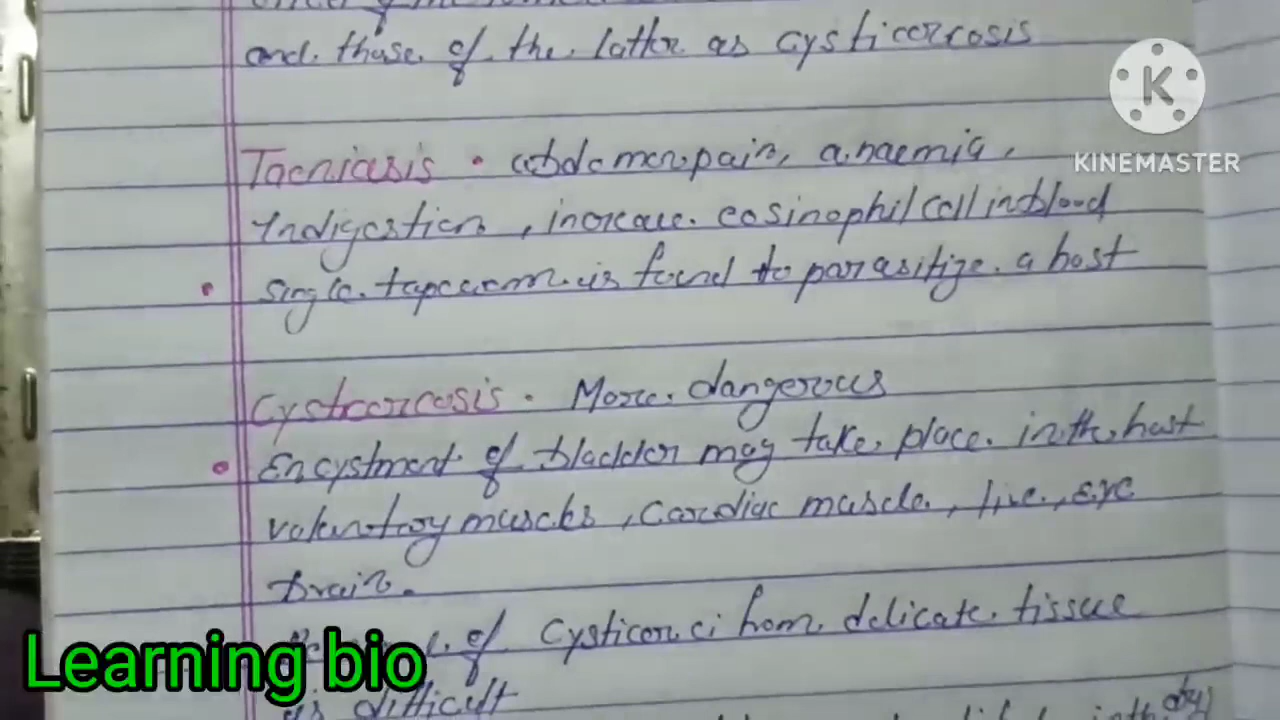 and those of the latter as cysticercosis
Taeniasis • abdomen pain, anaemia,
Indigestion, increase eosinophil cell in blood
• single tapeworm is found to parasitize a host
Cysticercosis. More dangerous
• Encystment of bladder may take place in the host
voluntary muscles, cardiac muscle, live, eye
brain.
of cysticerci from delicate tissue
is difficult
K
KINEMASTER
Learning bio